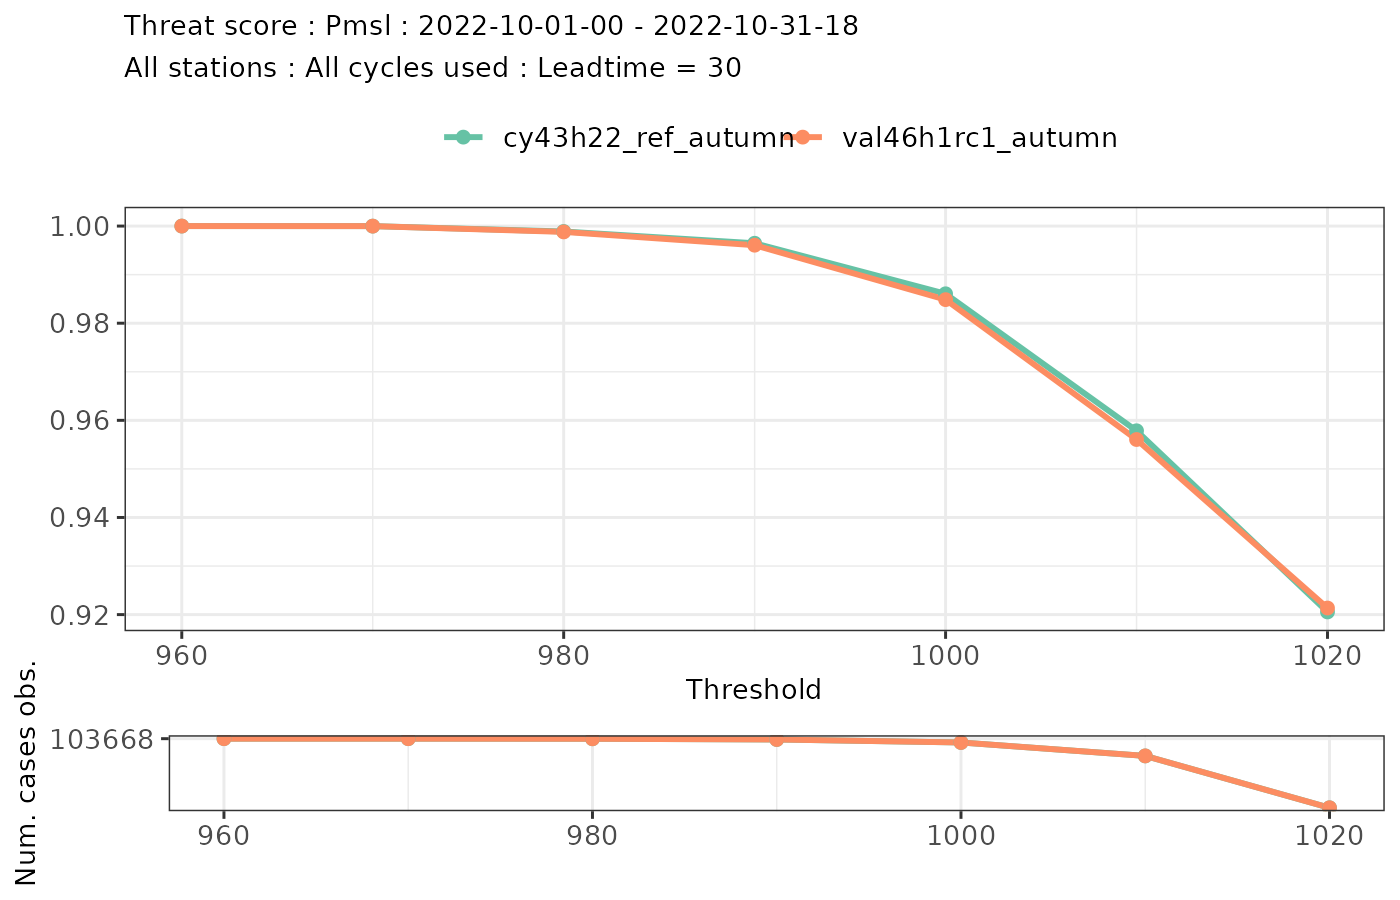 Threat score : Pmsl : 2022-10-01-00 - 2022-10-31-18
All stations : All cycles used : Leadtime = 30
cy43h22_ref_autumn val46h1rc1_autumn
1.00
0.98
0.96
0.94
0.92
960 980 1000 1020
Threshold
Num. cases obs.
103668
960 980 1000 1020